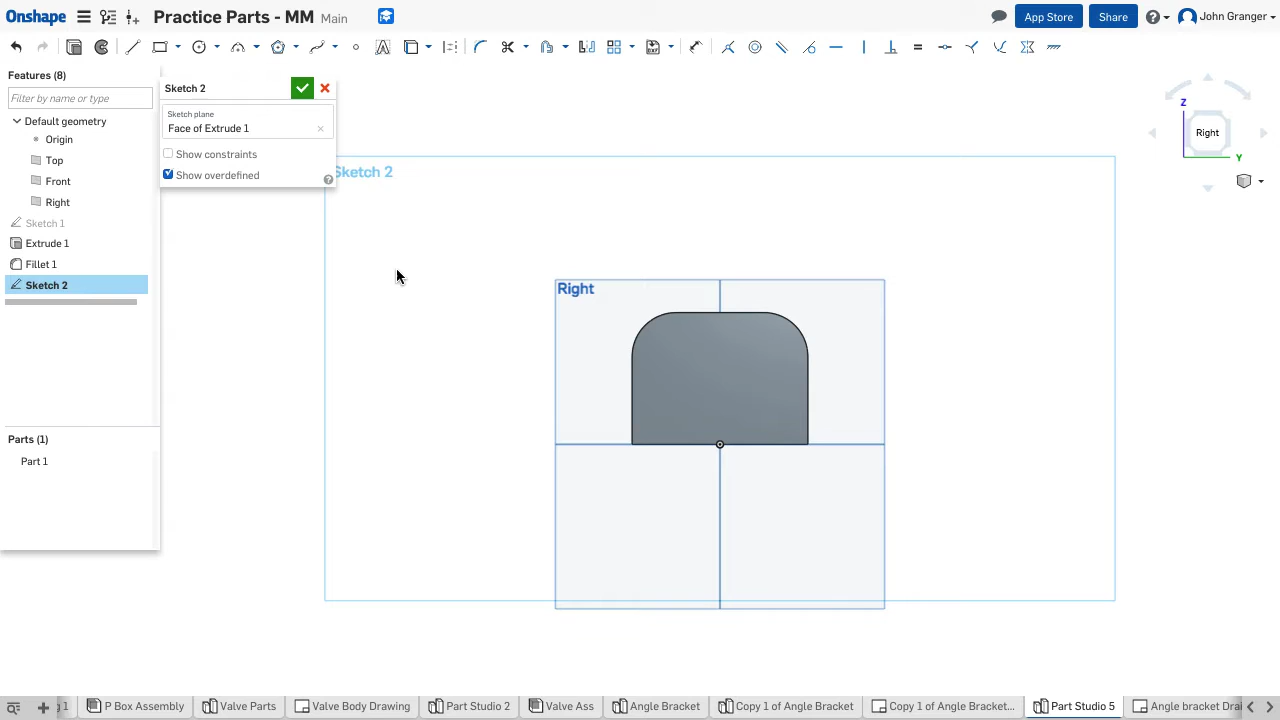 Onshape Practice Parts - MM Main App Store Share John Granger
Features (8)
Filter by name or type
Default geometry
Origin
Top
Front
Right
Sketch 1
Extrude 1
Fillet 1
Sketch 2
Parts (1)
Part 1
Sketch 2
Sketch plane
Face of Extrude 1
Show constraints
Show overdefined
Sketch 2
Right
Z
Right
Y
P Box Assembly Valve Parts Valve Body Drawing Part Studio 2 Valve Ass Angle Bracket Copy 1 of Angle Bracket Copy 1 of Angle Bracket... Part Studio 5 Angle bracket Dra